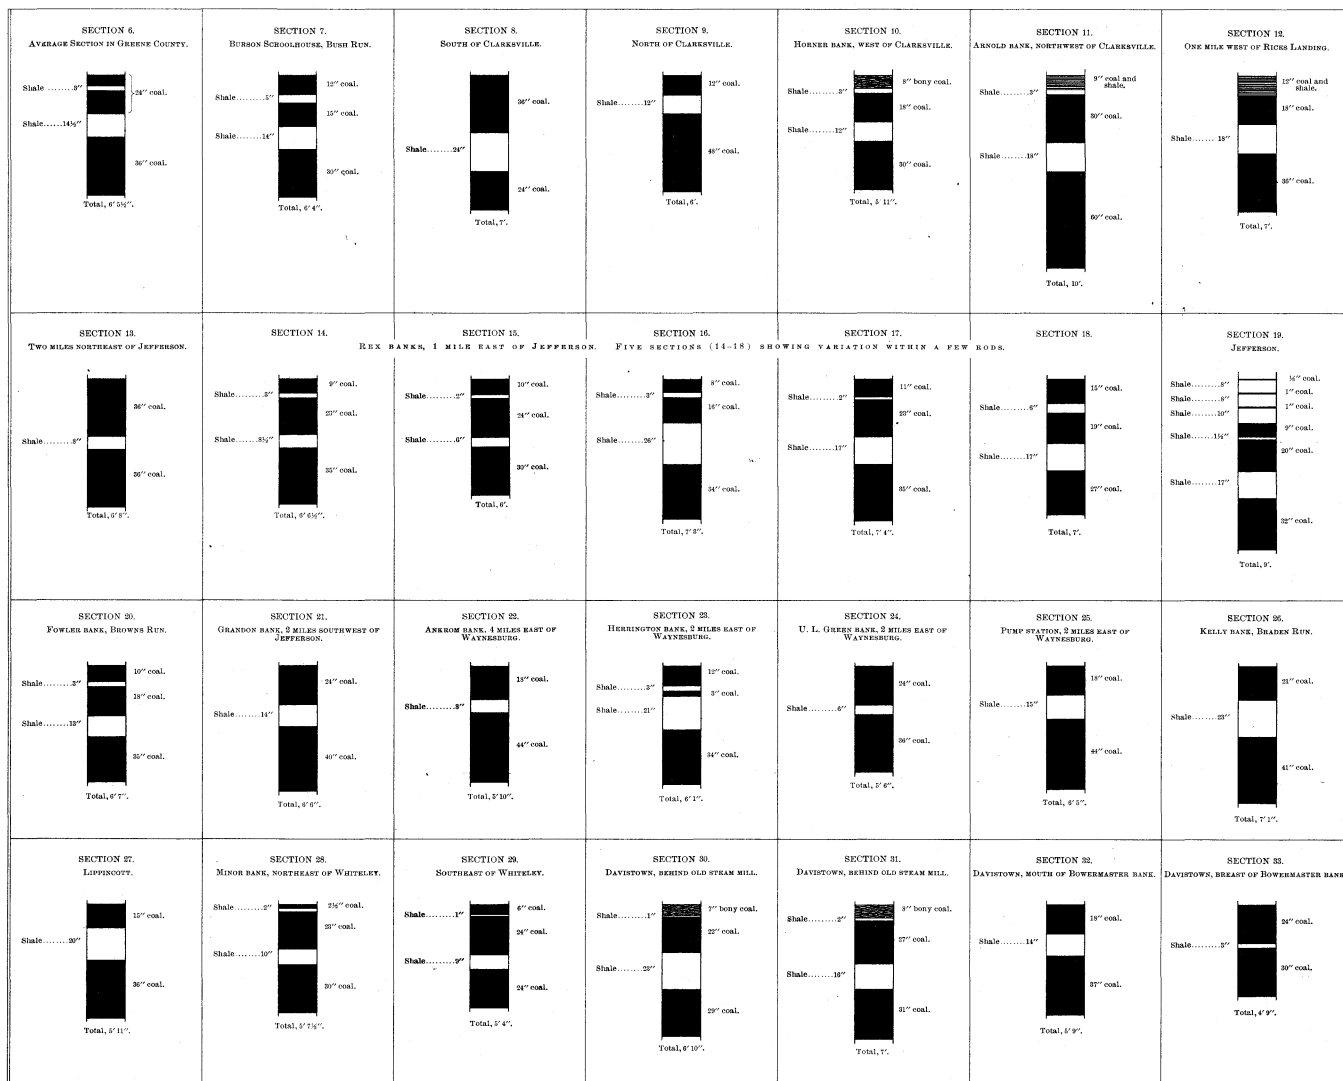 SECTION 6.
AVERAGE SECTION IN GREENE COUNTY.
Shale ........3″
24″ coal.
Shale......14½″
36″ coal.
Total, 6′ 5½″.
SECTION 7.
BURSON SCHOOLHOUSE, BUSH RUN.
12″ coal.
Shale.........5″
15″ coal.
Shale.......14″
30″ coal.
Total, 6′ 4″.
SECTION 8.
SOUTH OF CLARKSVILLE.
36″ coal.
Shale........24″
24″ coal.
Total, 7′.
SECTION 9.
NORTH OF CLARKSVILLE.
12″ coal.
Shale........12″
48″ coal.
Total, 6′.
SECTION 10.
HORNER BANK, WEST OF CLARKSVILLE.
8″ bony coal.
Shale.........3″
18″ coal.
Shale.......12″
30″ coal.
Total, 5′ 11″.
SECTION 11.
ARNOLD BANK, NORTHWEST OF CLARKSVILLE.
9″ coal and
shale.
Shale.........3″
30″ coal.
Shale.......18″
60″ coal.
Total, 10′.
SECTION 12.
ONE MILE WEST OF RICES LANDING.
12″ coal and
shale.
18″ coal.
Shale........ 18″
36″ coal.
Total, 7′.
SECTION 13.
TWO MILES NORTHEAST OF JEFFERSON.
36″ coal.
Shale.........8″
36″ coal.
Total, 6′ 8″.
SECTION 14.
SECTION 15.
SECTION 16.
SECTION 17.
SECTION 18.
REX BANKS, 1 MILE EAST OF JEFFERSON. FIVE SECTIONS (14-18) SHOWING VARIATION WITHIN A FEW RODS.
9″ coal.
Shale.........3″
23″ coal.
Shale......8½″
35″ coal.
Total, 6′ 6½″.
10″ coal.
Shale.........2″
24″ coal.
Shale.........6″
30″ coal.
Total, 6′.
8″ coal.
Shale.........3″
16″ coal.
Shale........26″
34″ coal.
Total, 7′ 3″.
11″ coal.
Shale.........2″
23″ coal.
Shale.......17″
35″ coal.
Total, 7′ 4″.
15″ coal.
Shale.........6″
19″ coal.
Shale.......17″
27″ coal.
Total, 7′.
SECTION 19.
JEFFERSON.
½″ coal.
Shale.........8″
1″ coal.
Shale.........8″
1″ coal.
Shale........10″
9″ coal.
Shale.......1½″
20″ coal.
Shale........17″
32″ coal.
Total, 9′.
SECTION 20.
FOWLER BANK, BROWNS RUN.
10″ coal.
Shale.........3″
18″ coal.
Shale.......13″
35″ coal.
Total, 6′ 7″.
SECTION 21.
GRANDON BANK, 2 MILES SOUTHWEST OF
JEFFERSON.
24″ coal.
Shale........14″
40″ coal.
Total, 6′ 6″.
SECTION 22.
ANKROM BANK, 4 MILES EAST OF
WAYNESBURG.
18″ coal.
Shale.........8″
44″ coal.
Total, 5′ 10″.
SECTION 23.
HERRINGTON BANK, 2 MILES EAST OF
WAYNESBURG.
12″ coal.
Shale.........3″
3″ coal.
Shale.......21″
34″ coal.
Total, 6′ 1″.
SECTION 24.
U. L. GREEN BANK, 2 MILES EAST OF
WAYNESBURG.
24″ coal.
Shale.........6″
36″ coal.
Total, 5′ 6″.
SECTION 25.
PUMP STATION, 2 MILES EAST OF
WAYNESBURG.
18″ coal.
Shale.......15″
44″ coal.
Total, 6′ 5″.
SECTION 26.
KELLY BANK, BRADEN RUN.
21″ coal.
Shale........23″
41″ coal.
Total, 7′ 1″.
SECTION 27.
LIPPINCOTT.
15″ coal.
Shale.......20″
36″ coal.
Total, 5′ 11″.
SECTION 28.
MINOR BANK, NORTHEAST OF WHITELEY.
Shale.........2″
2½″ coal.
23″ coal.
Shale.......10″
30″ coal.
Total, 5′ 7½″.
SECTION 29.
SOUTHEAST OF WHITELEY.
6″ coal.
Shale.........1″
24″ coal.
Shale.........9″
24″ coal.
Total, 5′ 4″.
SECTION 30.
DAVISTOWN, BEHIND OLD STEAM MILL.
7″ bony coal.
Shale.........1″
22″ coal.
Shale.......23″
29″ coal.
Total, 6′ 10″.
SECTION 31.
DAVISTOWN, BEHIND OLD STEAM MILL.
8″ bony coal.
Shale.........2″
27″ coal.
Shale.......16″
31″ coal.
Total, 7′.
SECTION 32.
DAVISTOWN, MOUTH OF BOWERMASTER BANK.
18″ coal.
Shale.......14″
37″ coal.
Total, 5′ 9″.
SECTION 33.
DAVISTOWN, BREAST OF BOWERMASTER BANK
24″ coal.
Shale.........3″
30″ coal.
Total, 4′ 9″.